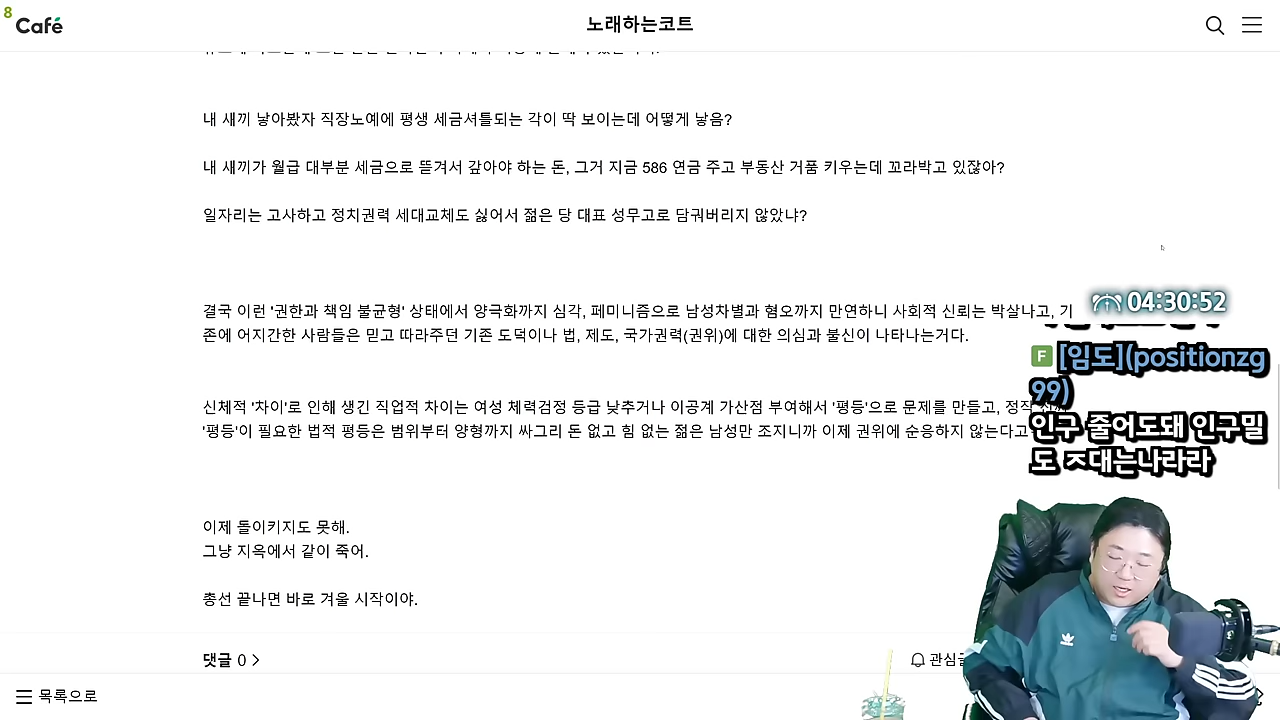 8
Café
노래하는코트
내 새끼 낳아봤자 직장노예에 평생 세금셔틀되는 각이 딱 보이는데 어떻게 낳음?
내 새끼가 월급 대부분 세금으로 뜯겨서 갚아야 하는 돈, 그거 지금 586 연금 주고 부동산 거품 키우는데 꼬라박고 있잖아?
일자리는 고사하고 정치권력 세대교체도 싫어서 젊은 당 대표 성무고로 담궈버리지 않았냐?
결국 이런 '권한과 책임 불균형' 상태에서 양극화까지 심각, 페미니즘으로 남성차별과 혐오까지 만연하니 사회적 신뢰는 박살나고, 기
존에 어지간한 사람들은 믿고 따라주던 기존 도덕이나 법, 제도, 국가권력(권위)에 대한 의심과 불신이 나타나는거다.
04:30:52
F [임도](positionzg
99)
인구 줄어도돼 인구밀
도 ㅈ대는나라라
신체적 '차이'로 인해 생긴 직업적 차이는 여성 체력검정 등급 낮추거나 이공계 가산점 부여해서 '평등'으로 문제를 만들고, 정작
'평등'이 필요한 법적 평등은 범위부터 양형까지 싸그리 돈 없고 힘 없는 젊은 남성만 조지니까 이제 권위에 순응하지 않는다고
이제 돌이키지도 못해.
그냥 지옥에서 같이 죽어.
총선 끝나면 바로 겨울 시작이야.
댓글 0
관심글
목록으로